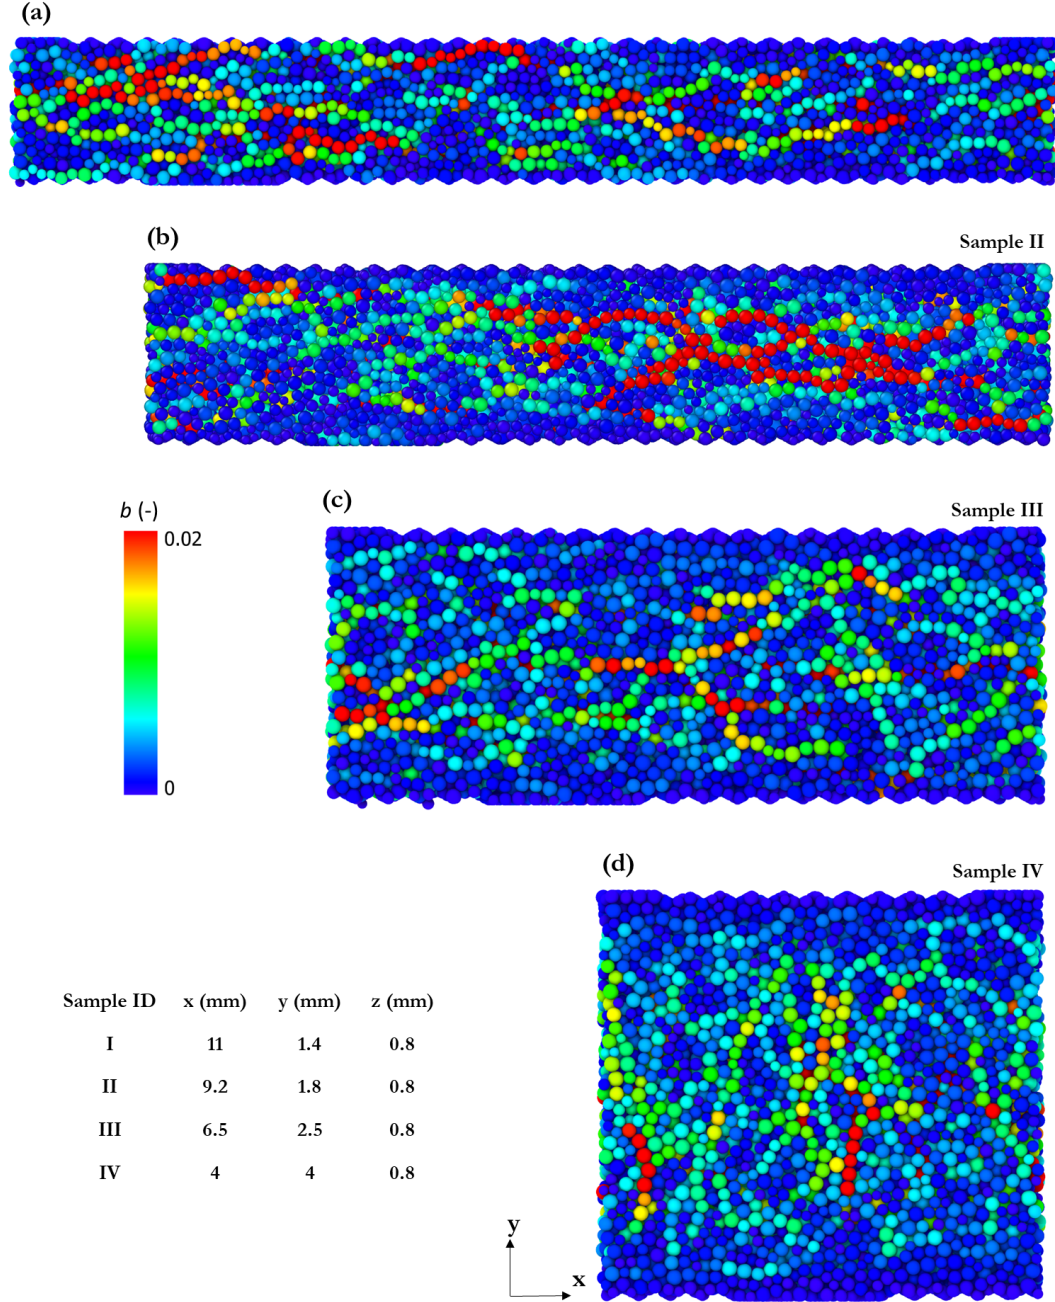 (a)
(b)
Sample II
(c)
Sample III
b (-)
0.02
0
(d)
Sample IV
Sample ID x (mm) y (mm) z (mm)
I 11 1.4 0.8
II 9.2 1.8 0.8
III 6.5 2.5 0.8
IV 4 4 0.8
y
x